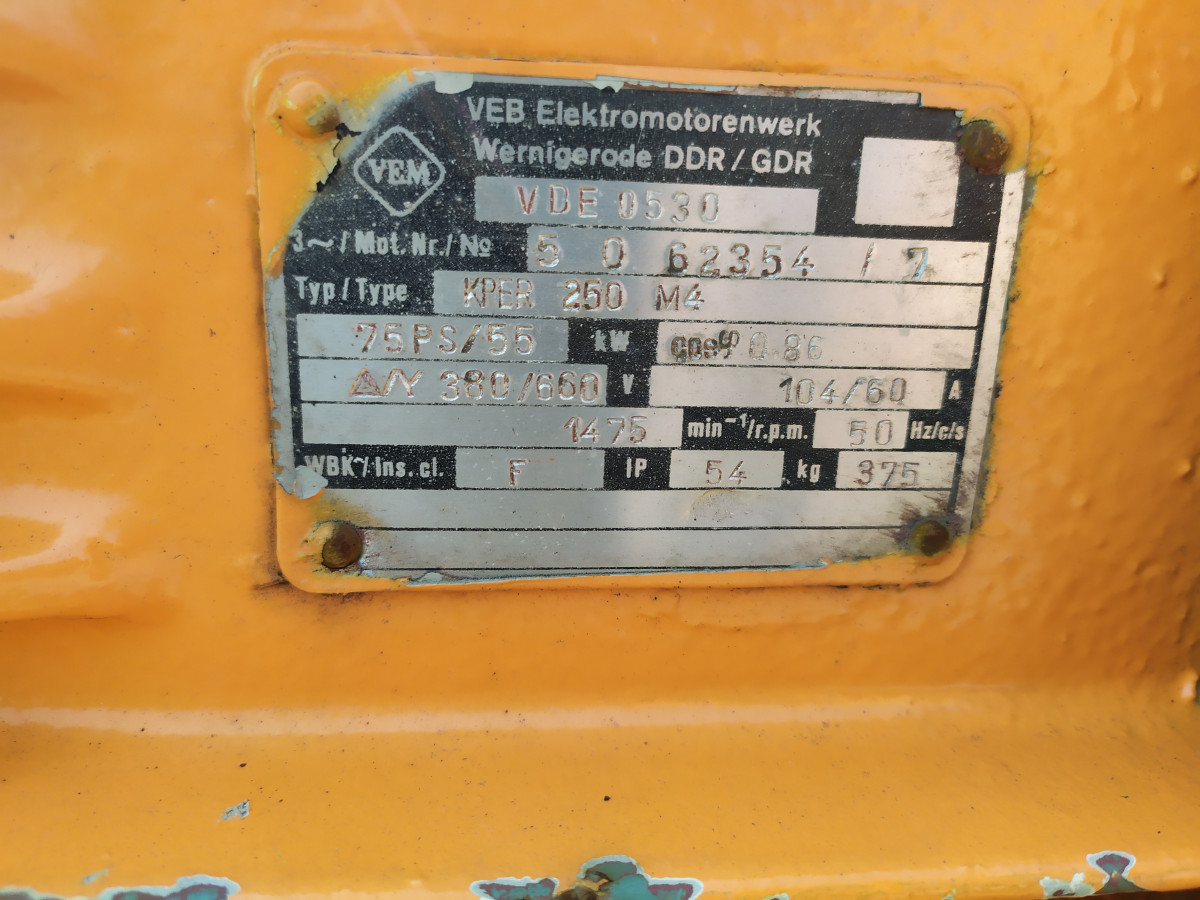 VEB Elektromotorenwerk
Wernigerode DDR / GDR
VEM
VDE 0530
3~/Mot. Nr./№ 5 0 62354 / 7
Typ / Type KPER 250 M4
75PS/55 kW cosφ 0.86
△/Y 380/660 V 104/60 A
1475 min⁻¹/r.p.m. 50 Hz/c/s
WBK~/Ins. cl. F IP 54 kg 375